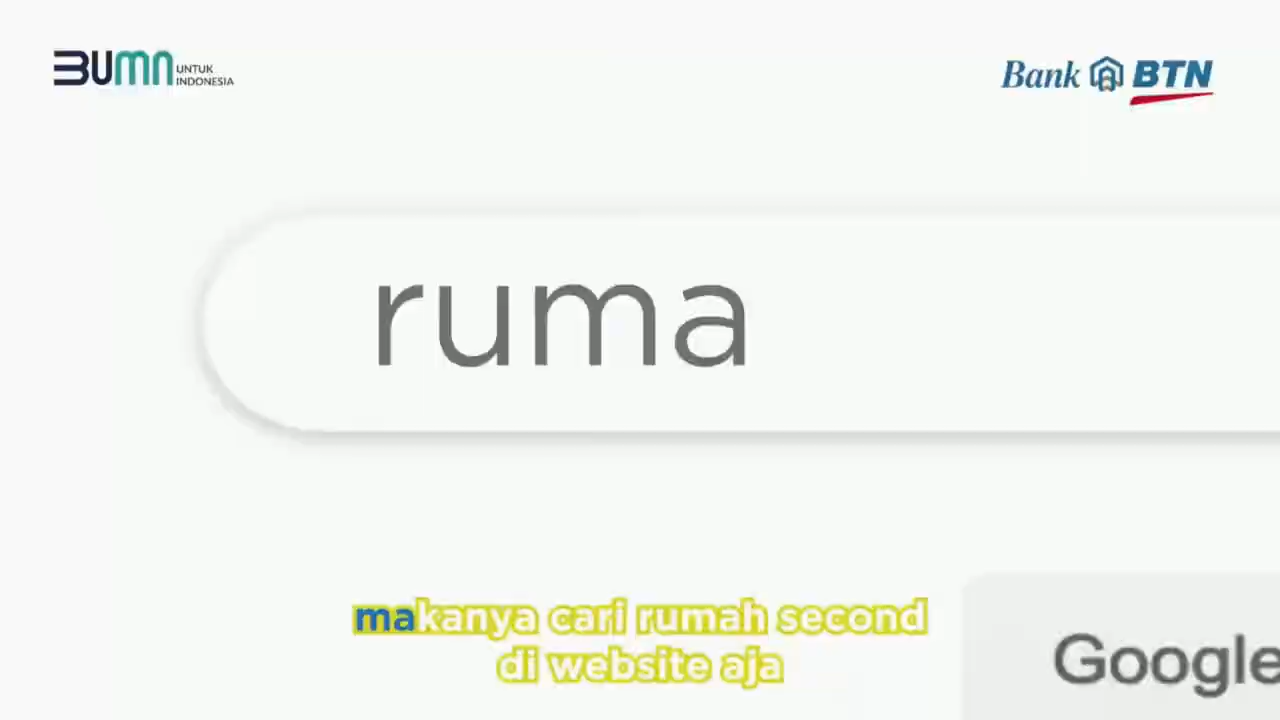 BUMN UNTUK
INDONESIA
Bank BTN
ruma
makanya cari rumah second
di website aja
Google